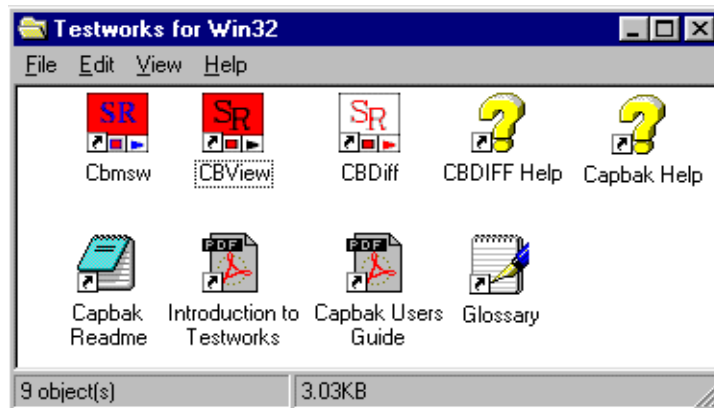 Testworks for Win32
File Edit View Help
SR SR SR
Cbmsw CBView CBDiff CBDIFF Help Capbak Help
PDF PDF
Capbak Introduction to Capbak Users Glossary
Readme Testworks Guide
9 object(s) 3.03KB